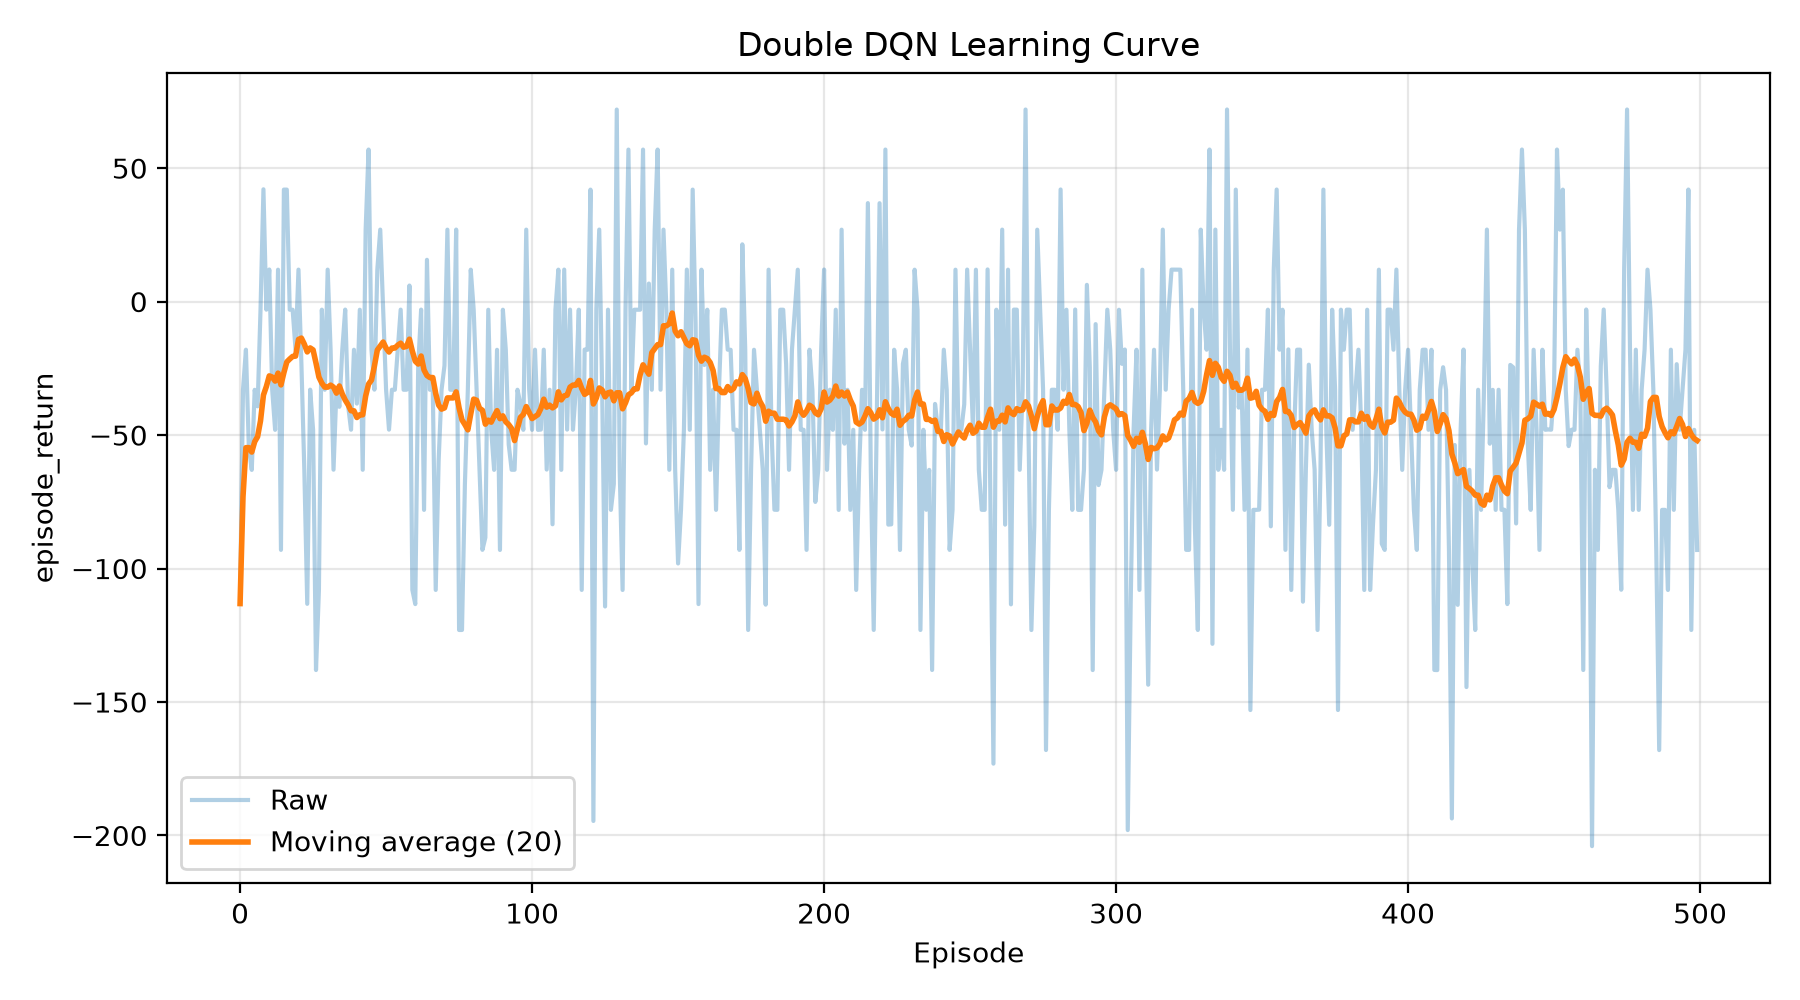 Double DQN Learning Curve
episode_return
50
0
−50
−100
−150
−200
Raw
Moving average (20)
0 100 200 300 400 500
Episode